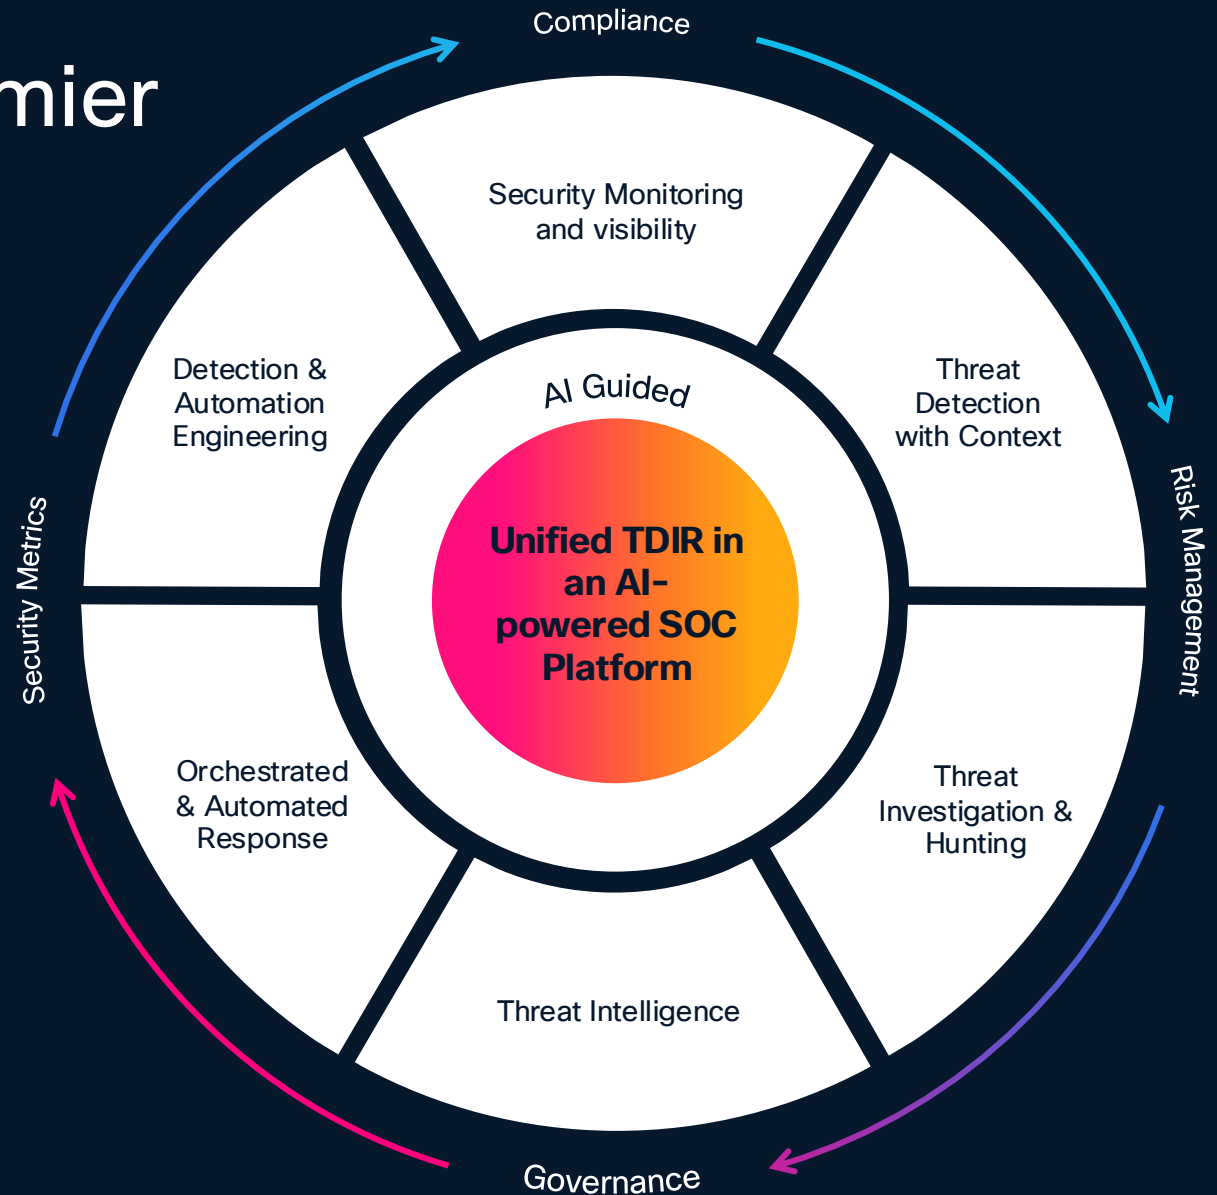 Compliance
mier
Security Monitoring
and visibility
Detection &
Automation
Engineering
Threat
Detection
with Context
AI Guided
Unified TDIR in
an AI-
powered SOC
Platform
Security Metrics
Risk Management
Orchestrated
& Automated
Response
Threat
Investigation &
Hunting
Threat Intelligence
Governance